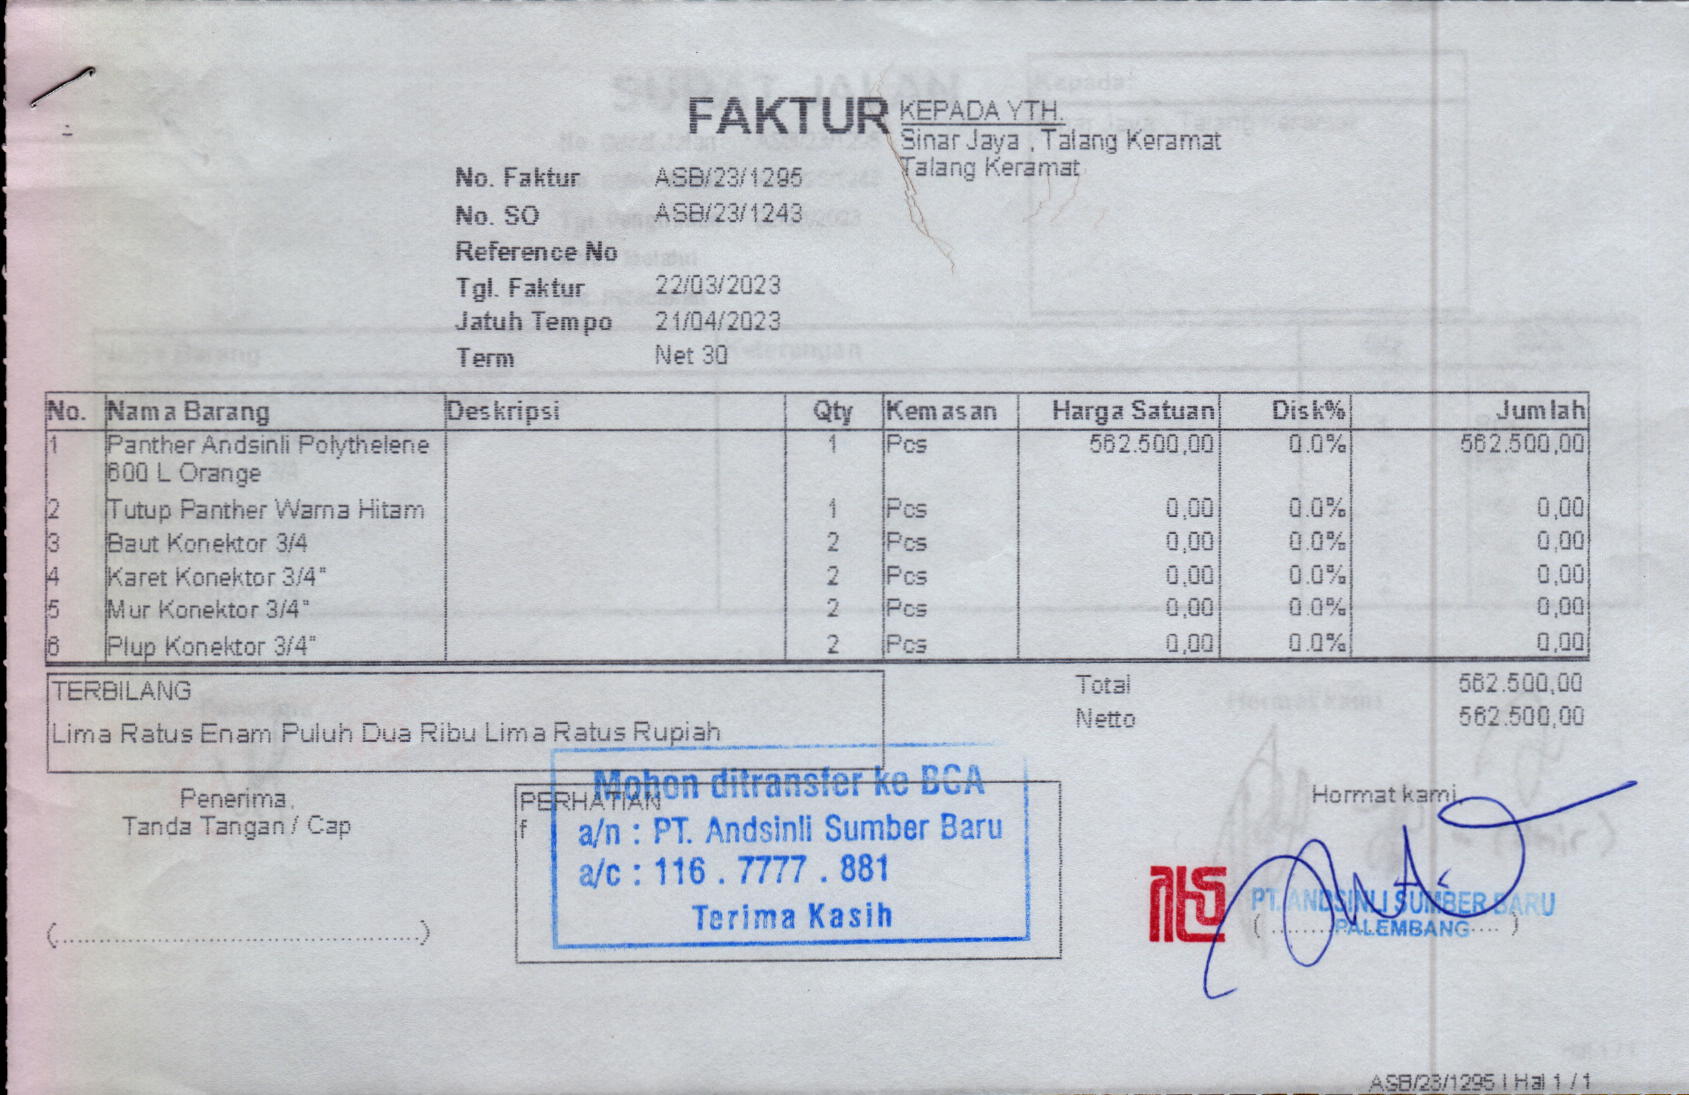 FAKTUR
KEPADA YTH.
Sinar Jaya , Talang Keramat
Talang Keramat
No. Faktur ASB/23/1295
No. SO ASB/23/1243
Reference No
Tgl. Faktur 22/03/2023
Jatuh Tempo 21/04/2023
Term Net 30
No. Nama Barang Deskripsi Qty Kemasan Harga Satuan Disk% Jumlah
1 Panther Andsinli Polythelene 1 Pcs 562.500,00 0.0% 562.500,00
600 L Orange
2 Tutup Panther Warna Hitam 1 Pcs 0,00 0.0% 0,00
3 Baut Konektor 3/4 2 Pcs 0,00 0.0% 0,00
4 Karet Konektor 3/4" 2 Pcs 0,00 0.0% 0,00
5 Mur Konektor 3/4" 2 Pcs 0,00 0.0% 0,00
6 Plup Konektor 3/4" 2 Pcs 0,00 0.0% 0,00
TERBILANG
Lima Ratus Enam Puluh Dua Ribu Lima Ratus Rupiah
Total 562.500,00
Netto 562.500,00
Penerima,
Tanda Tangan / Cap
(..........................................)
PERHATIAN
f
Mohon ditransfer ke BCA
a/n : PT. Andsinli Sumber Baru
a/c : 116 . 7777 . 881
Terima Kasih
Hormat kami,
PT. ANDSINLI SUMBER BARU
PALEMBANG
ASB/23/1295 | Hal 1 / 1